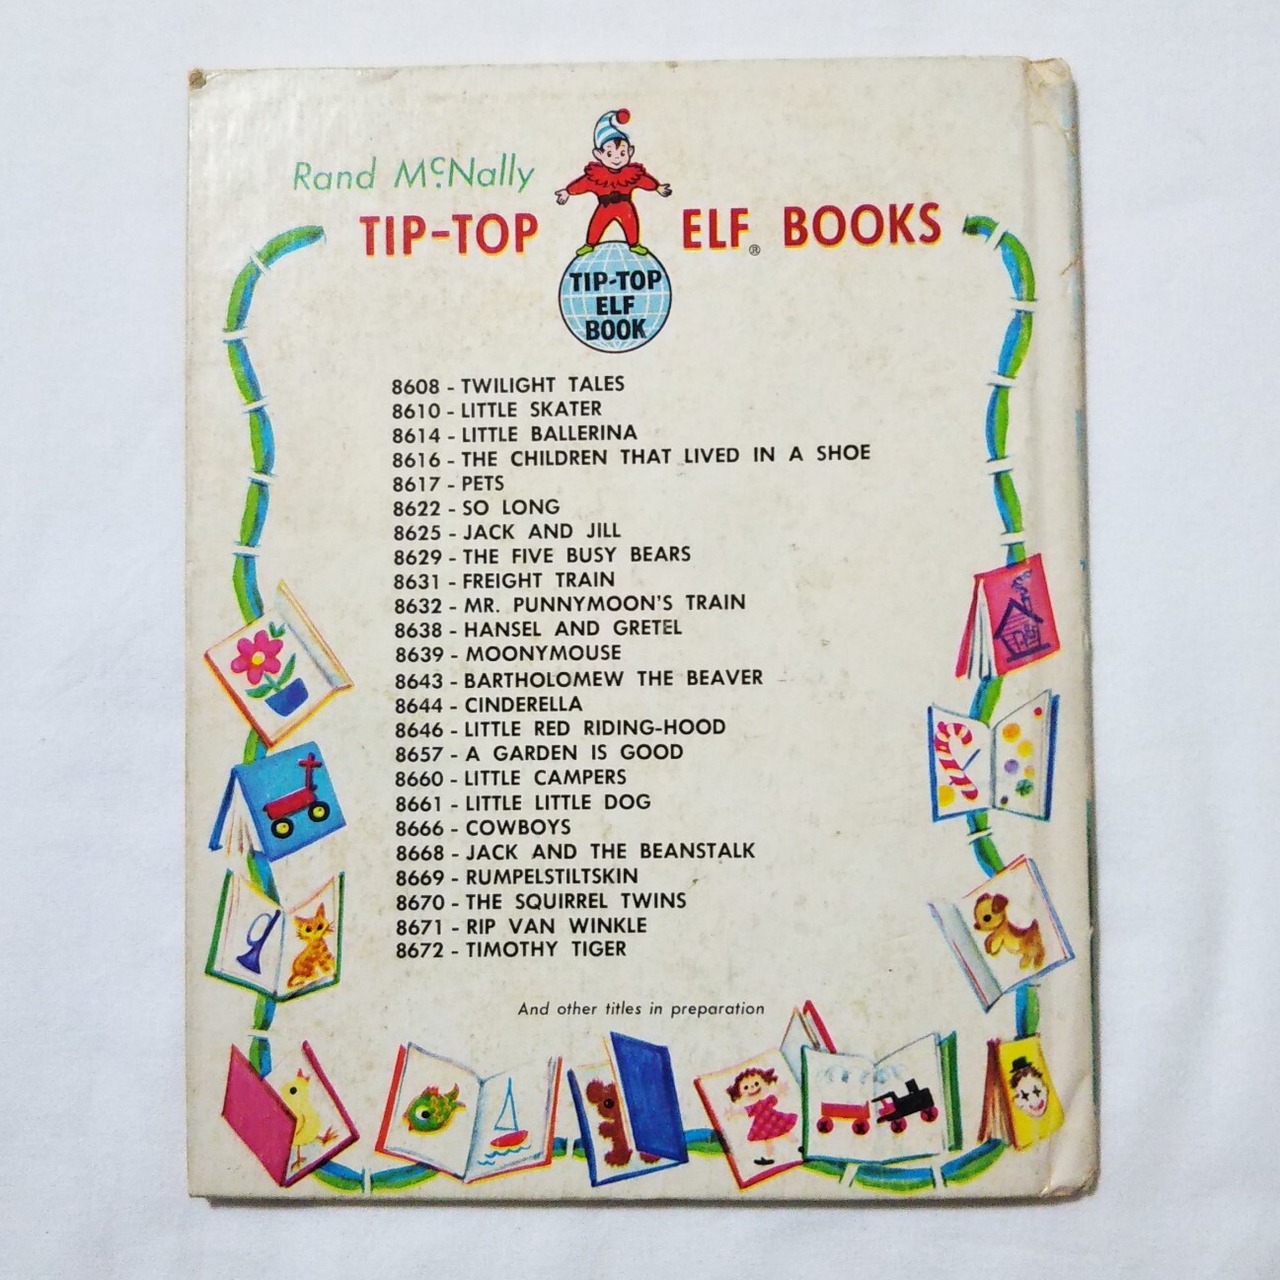 Rand McNally
TIP-TOP ELF® BOOKS
TIP-TOP
ELF
BOOK
8608 - TWILIGHT TALES
8610 - LITTLE SKATER
8614 - LITTLE BALLERINA
8616 - THE CHILDREN THAT LIVED IN A SHOE
8617 - PETS
8622 - SO LONG
8625 - JACK AND JILL
8629 - THE FIVE BUSY BEARS
8631 - FREIGHT TRAIN
8632 - MR. PUNNYMOON'S TRAIN
8638 - HANSEL AND GRETEL
8639 - MOONYMOUSE
8643 - BARTHOLOMEW THE BEAVER
8644 - CINDERELLA
8646 - LITTLE RED RIDING-HOOD
8657 - A GARDEN IS GOOD
8660 - LITTLE CAMPERS
8661 - LITTLE LITTLE DOG
8666 - COWBOYS
8668 - JACK AND THE BEANSTALK
8669 - RUMPELSTILTSKIN
8670 - THE SQUIRREL TWINS
8671 - RIP VAN WINKLE
8672 - TIMOTHY TIGER
And other titles in preparation